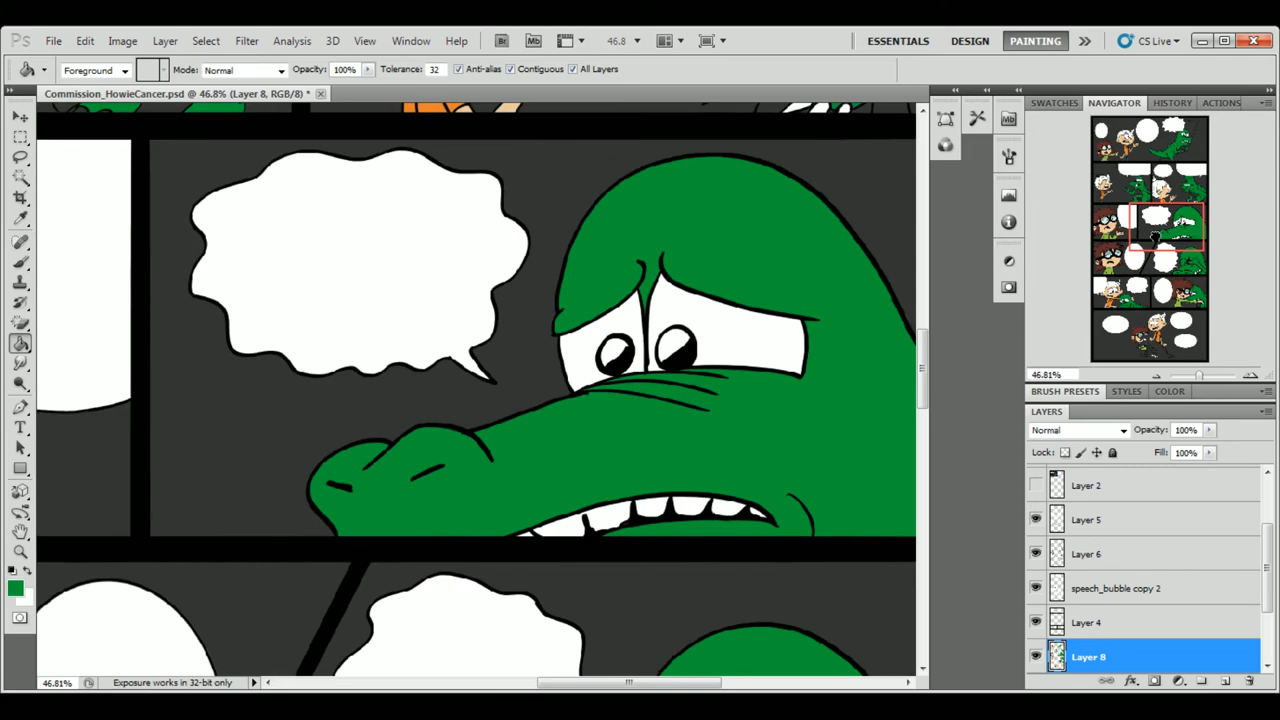 Ps File Edit Image Layer Select Filter Analysis 3D View Window Help Br Mb 46.8 ESSENTIALS DESIGN PAINTING CS Live
Foreground Mode: Normal Opacity: 100% Tolerance: 32 Anti-alias Contiguous All Layers
Commission_HowieCancer.psd @ 46.8% (Layer 8, RGB/8) *
SWATCHES NAVIGATOR HISTORY ACTIONS
Mb
46.81%
BRUSH PRESETS STYLES COLOR
LAYERS
Normal Opacity: 100%
Lock: Fill: 100%
Layer 2
Layer 5
Layer 6
speech_bubble copy 2
Layer 4
Layer 8
46.81% Exposure works in 32-bit only